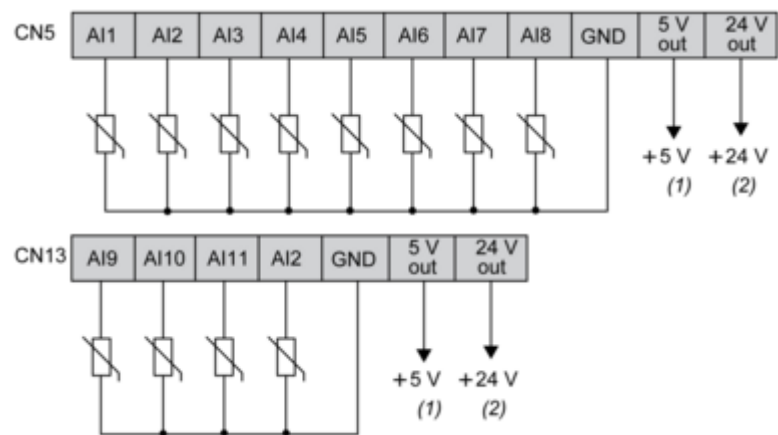 CN5 AI1 AI2 AI3 AI4 AI5 AI6 AI7 AI8 GND 5 V out 24 V out
+5 V +24 V
(1) (2)
CN13 AI9 AI10 AI11 AI2 GND 5 V out 24 V out
+5 V +24 V
(1) (2)